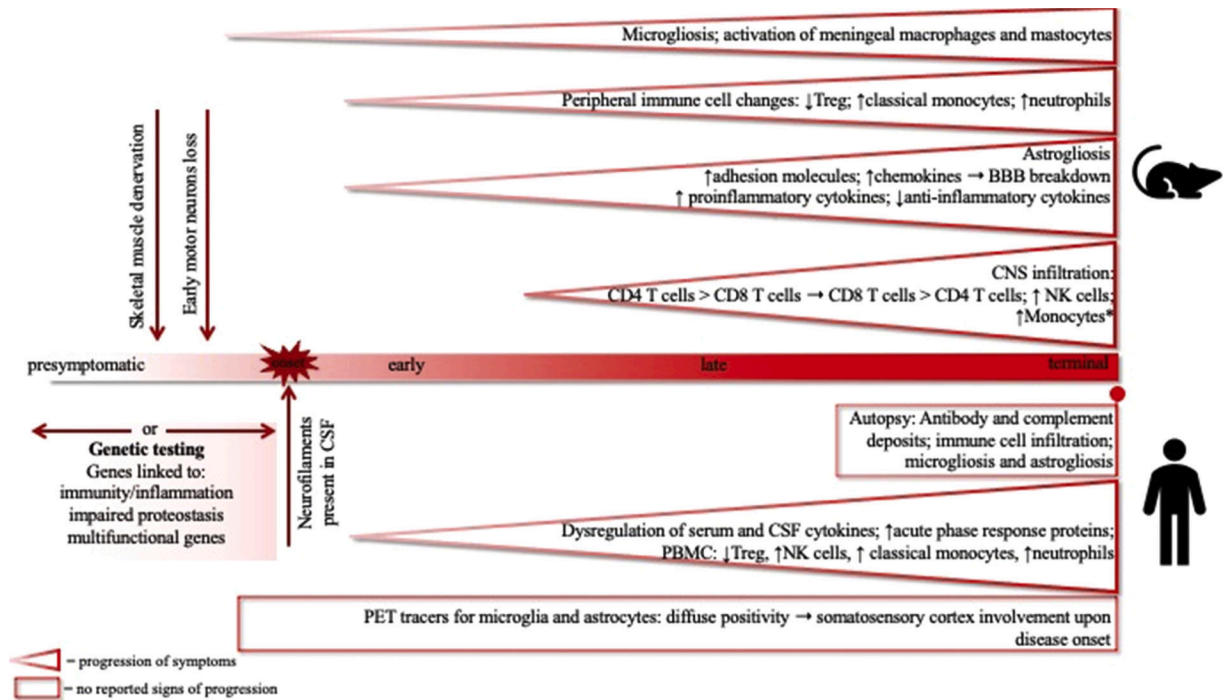 Microgliosis; activation of meningeal macrophages and mastocytes
Peripheral immune cell changes: ↓Treg; ↑classical monocytes; ↑neutrophils
Astrogliosis
↑adhesion molecules; ↑chemokines → BBB breakdown
↑ proinflammatory cytokines; ↓anti-inflammatory cytokines
CNS infiltration:
CD4 T cells > CD8 T cells → CD8 T cells > CD4 T cells; ↑ NK cells;
↑Monocytes*
Skeletal muscle denervation
Early motor neurons loss
presymptomatic
onset
early
late
terminal
or
Genetic testing
Genes linked to:
immunity/inflammation
impaired proteostasis
multifunctional genes
Neurofilaments
present in CSF
Autopsy: Antibody and complement
deposits; immune cell infiltration;
microgliosis and astrogliosis
Dysregulation of serum and CSF cytokines; ↑acute phase response proteins;
PBMC: ↓Treg, ↑NK cells, ↑ classical monocytes, ↑neutrophils
PET tracers for microglia and astrocytes: diffuse positivity → somatosensory cortex involvement upon
disease onset
= progression of symptoms
= no reported signs of progression